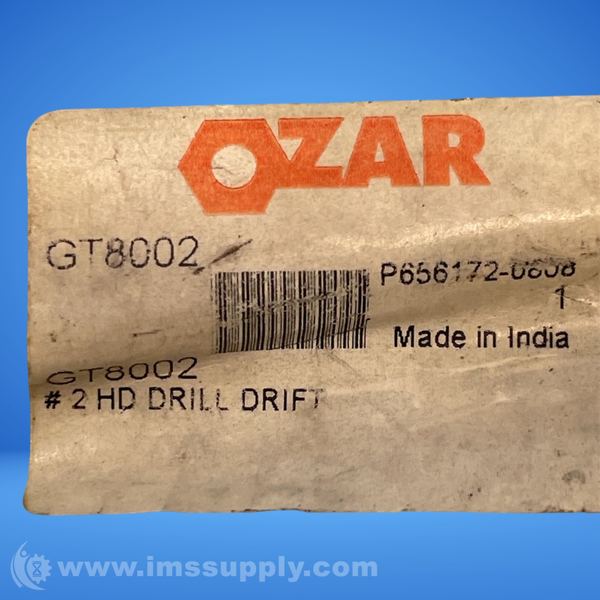 OZAR
GT8002
P656172-0808
1
Made in India
GT8002
# 2 HD DRILL DRIFT
www.imssupply.com